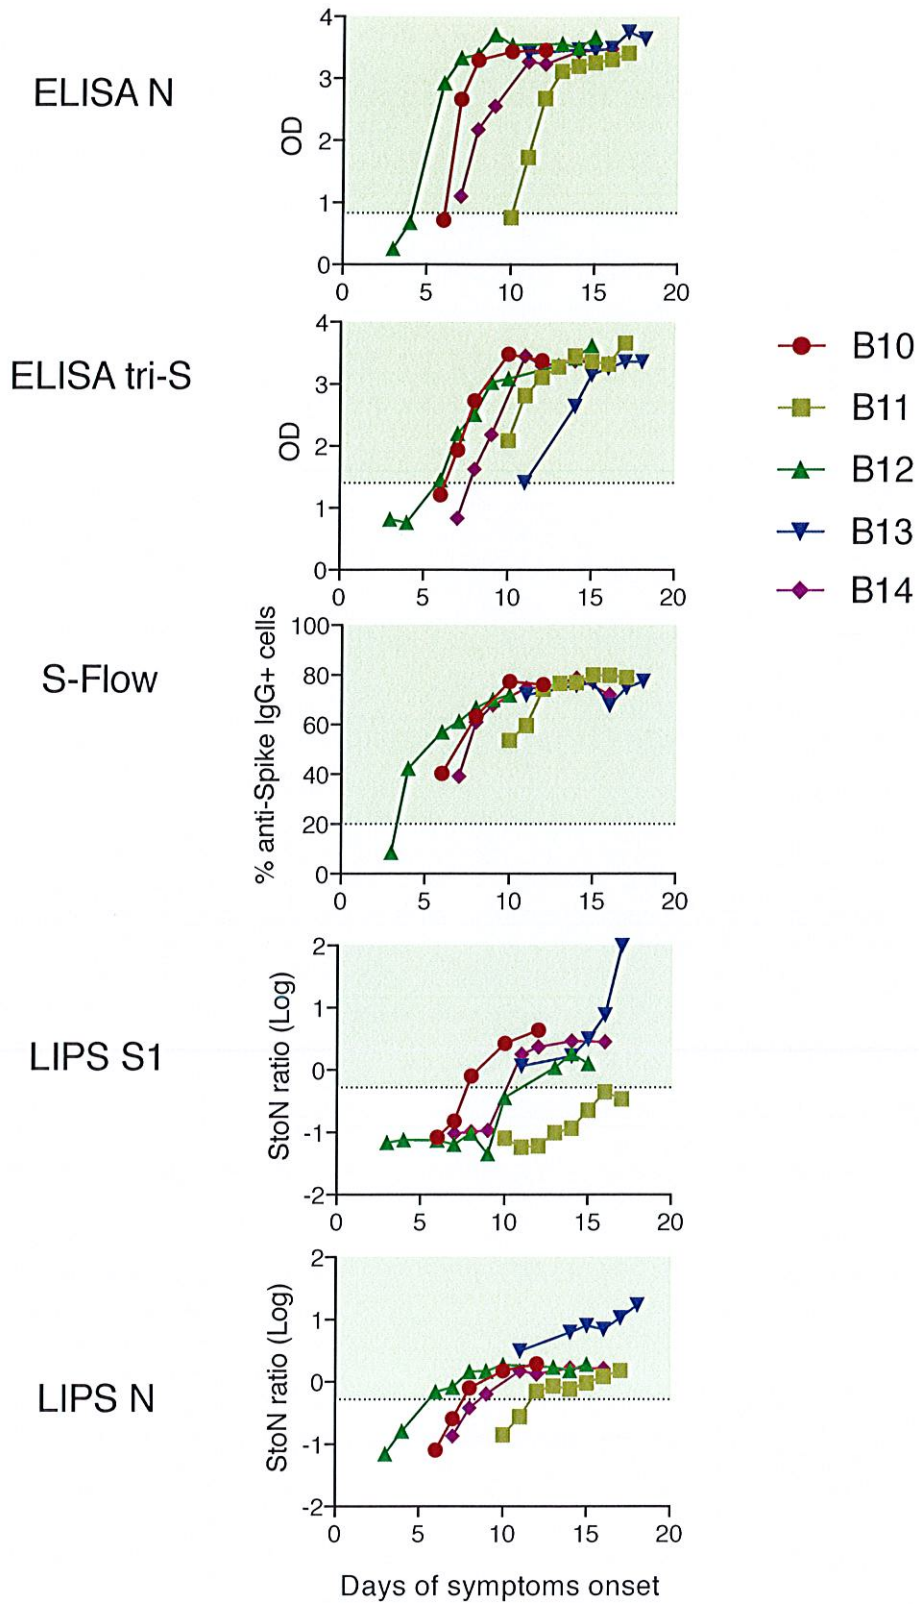 ELISA N
OD
4
3
2
1
0
0 5 10 15 20
ELISA tri-S
OD
4
3
2
1
0
0 5 10 15 20
B10
B11
B12
B13
B14
S-Flow
% anti-Spike IgG+ cells
100
80
60
40
20
0
0 5 10 15 20
LIPS S1
StoN ratio (Log)
2
1
0
-1
-2
0 5 10 15 20
LIPS N
StoN ratio (Log)
2
1
0
-1
-2
0 5 10 15 20
Days of symptoms onset